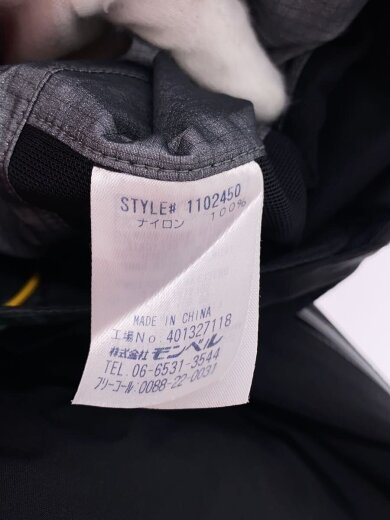 STYLE# 1102450
ナイロン 100%
MADE IN CHINA
工場No. 401327118
株式会社 モンベル
TEL. 06-6531-3544
フリーコール. 0088-22-0031